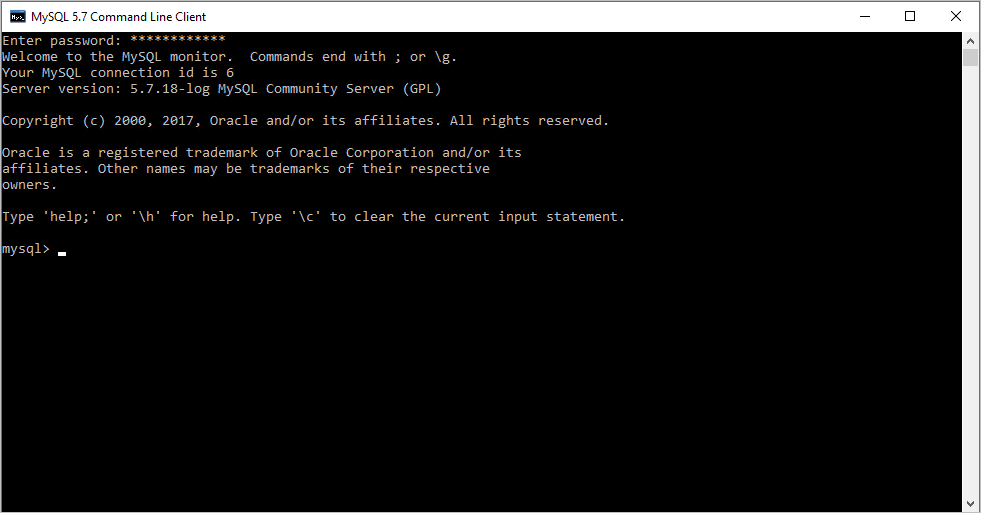 MySQL 5.7 Command Line Client
Enter password: ************
Welcome to the MySQL monitor.  Commands end with ; or \g.
Your MySQL connection id is 6
Server version: 5.7.18-log MySQL Community Server (GPL)
Copyright (c) 2000, 2017, Oracle and/or its affiliates. All rights reserved.
Oracle is a registered trademark of Oracle Corporation and/or its
affiliates. Other names may be trademarks of their respective
owners.
Type 'help;' or '\h' for help. Type '\c' to clear the current input statement.
mysql>